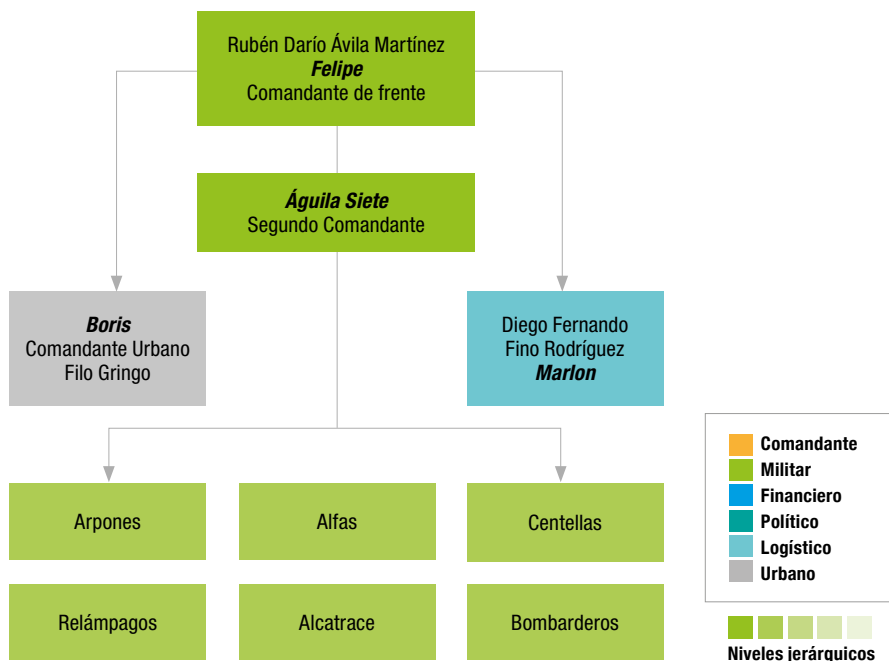 Rubén Darío Ávila Martínez
Felipe
Comandante de frente
Águila Siete
Segundo Comandante
Boris
Comandante Urbano
Filo Gringo
Diego Fernando
Fino Rodríguez
Marlon
Arpones
Alfas
Centellas
Relámpagos
Alcatrace
Bombarderos
Comandante
Militar
Financiero
Político
Logístico
Urbano
Niveles jerárquicos